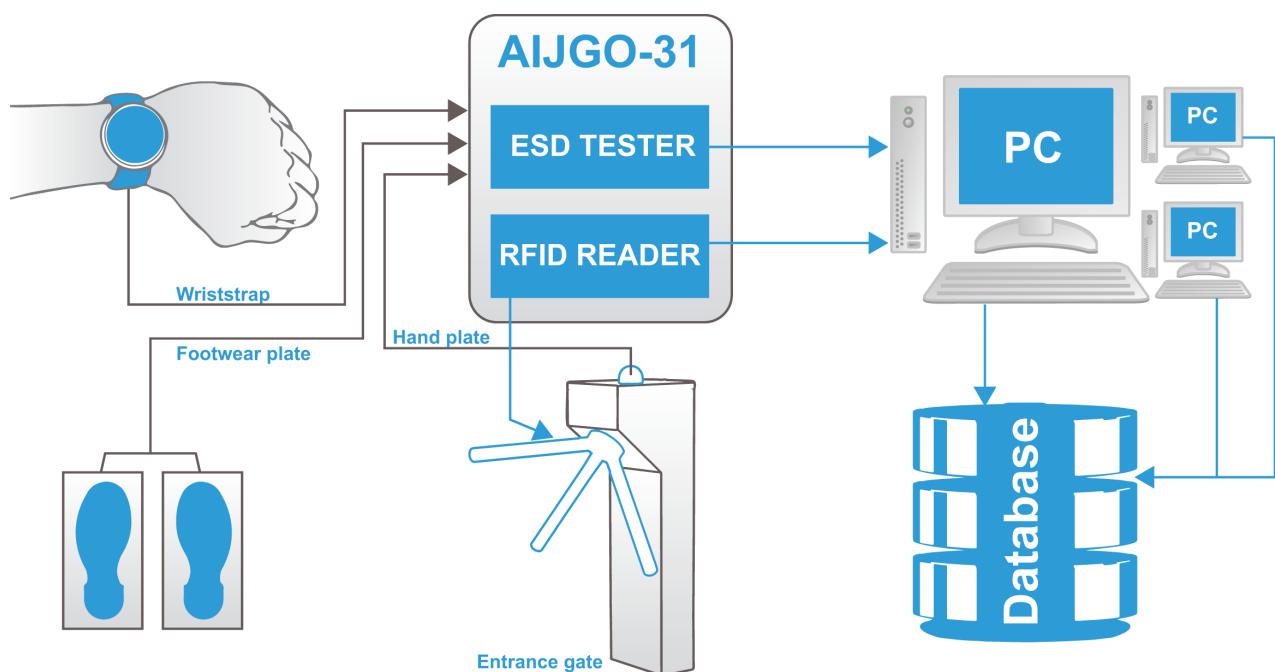 AIJGO-31
ESD TESTER
RFID READER
PC
PC
PC
Wriststrap
Footwear plate
Hand plate
Entrance gate
Database